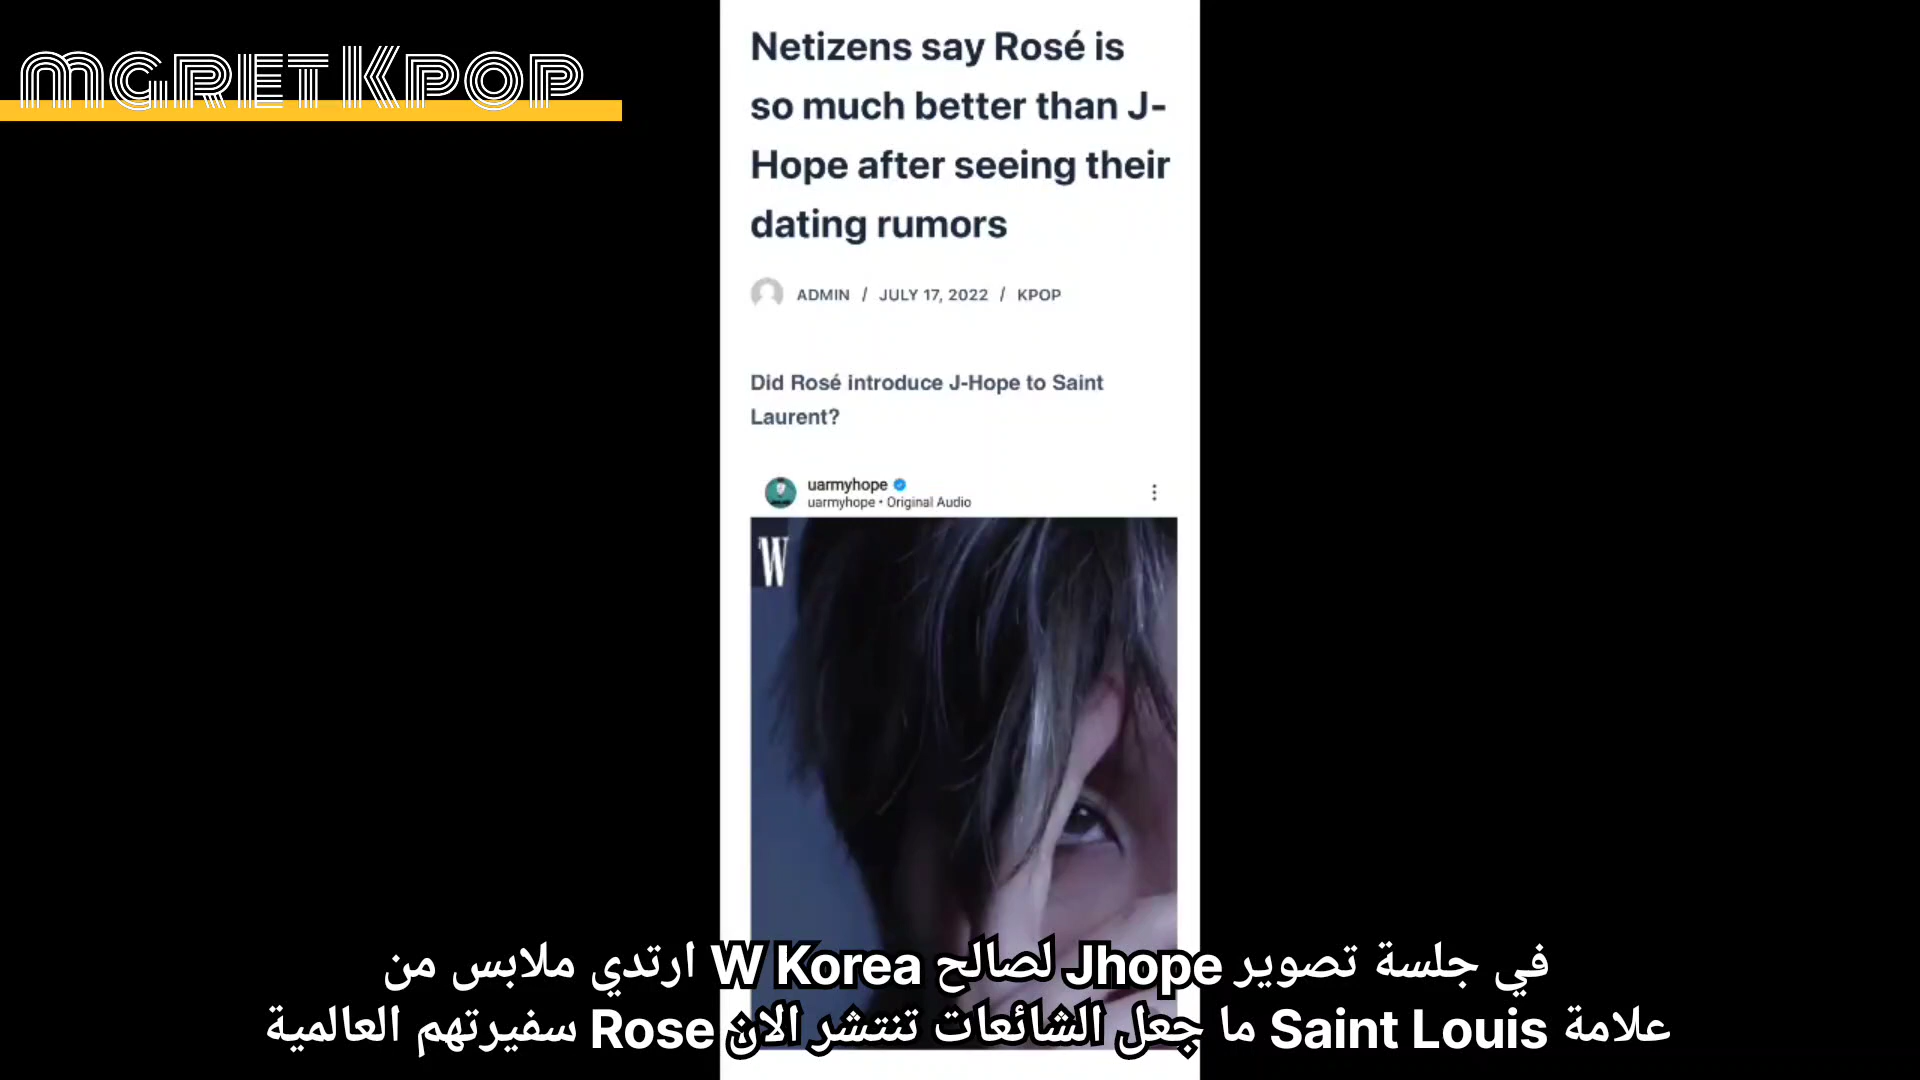 MGRET KPOP
Netizens say Rosé is
so much better than J-
Hope after seeing their
dating rumors
ADMIN / JULY 17, 2022 / KPOP
Did Rosé introduce J-Hope to Saint
Laurent?
uarmyhope
uarmyhope • Original Audio
W
في جلسة تصوير Jhope لصالح W Korea ارتدي ملابس من
علامة Saint Louis ما جعل الشائعات تنتشر الان Rose سفيرتهم العالمية